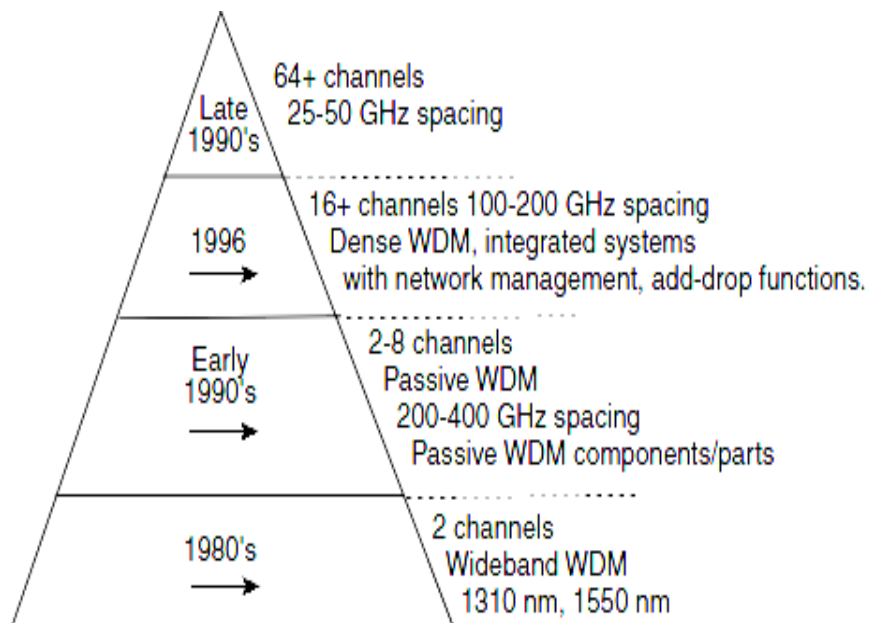 Late
1990's
64+ channels
25-50 GHz spacing
1996
16+ channels 100-200 GHz spacing
Dense WDM, integrated systems
with network management, add-drop functions.
Early
1990's
2-8 channels
Passive WDM
200-400 GHz spacing
Passive WDM components/parts
1980's
2 channels
Wideband WDM
1310 nm, 1550 nm